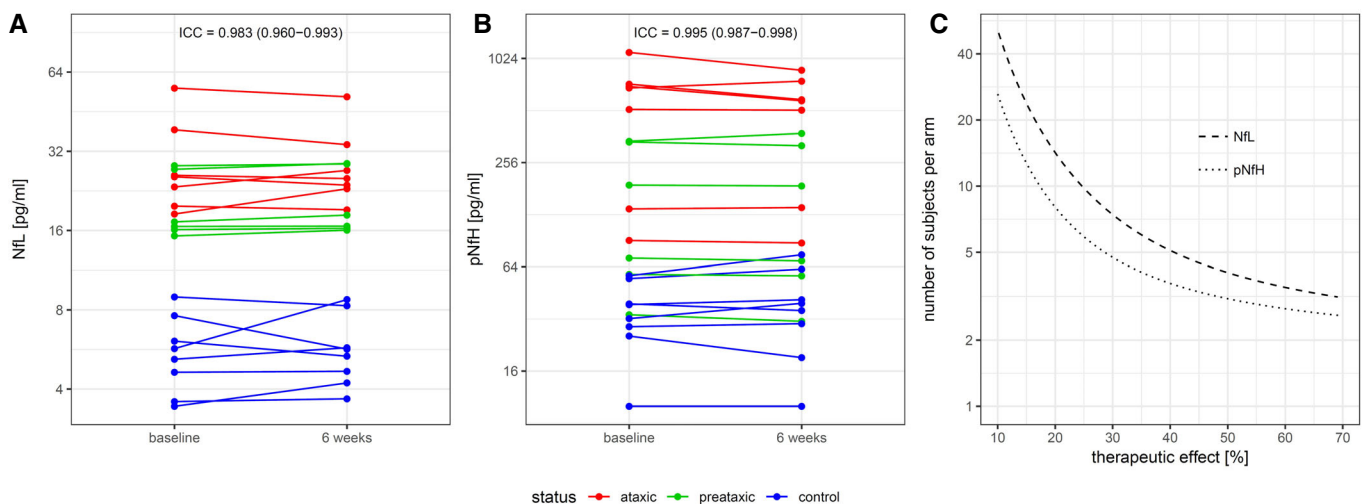 A
ICC = 0.983 (0.960−0.993)
64
32
16
8
4
NfL [pg/ml]
baseline
6 weeks
B
ICC = 0.995 (0.987−0.998)
1024
256
64
16
pNfH [pg/ml]
baseline
6 weeks
C
40
20
10
5
2
1
number of subjects per arm
NfL
pNfH
10
20
30
40
50
60
70
therapeutic effect [%]
status ataxic preataxic control